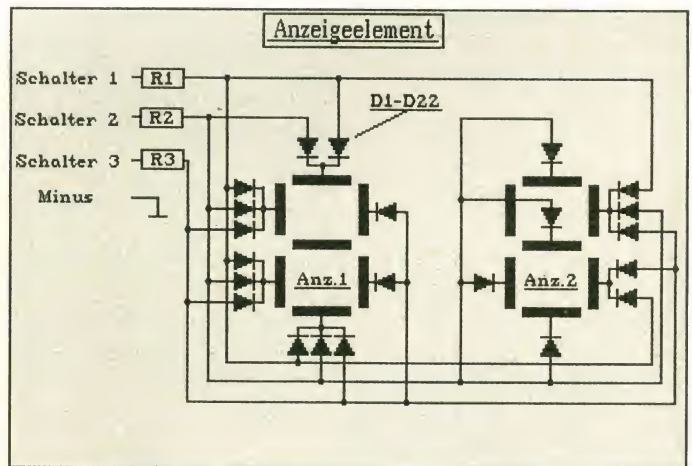 Anzeigeelement
Schalter 1 R1
D1-D22
Schalter 2 R2
Schalter 3 R3
Minus
Anz.1 Anz.2